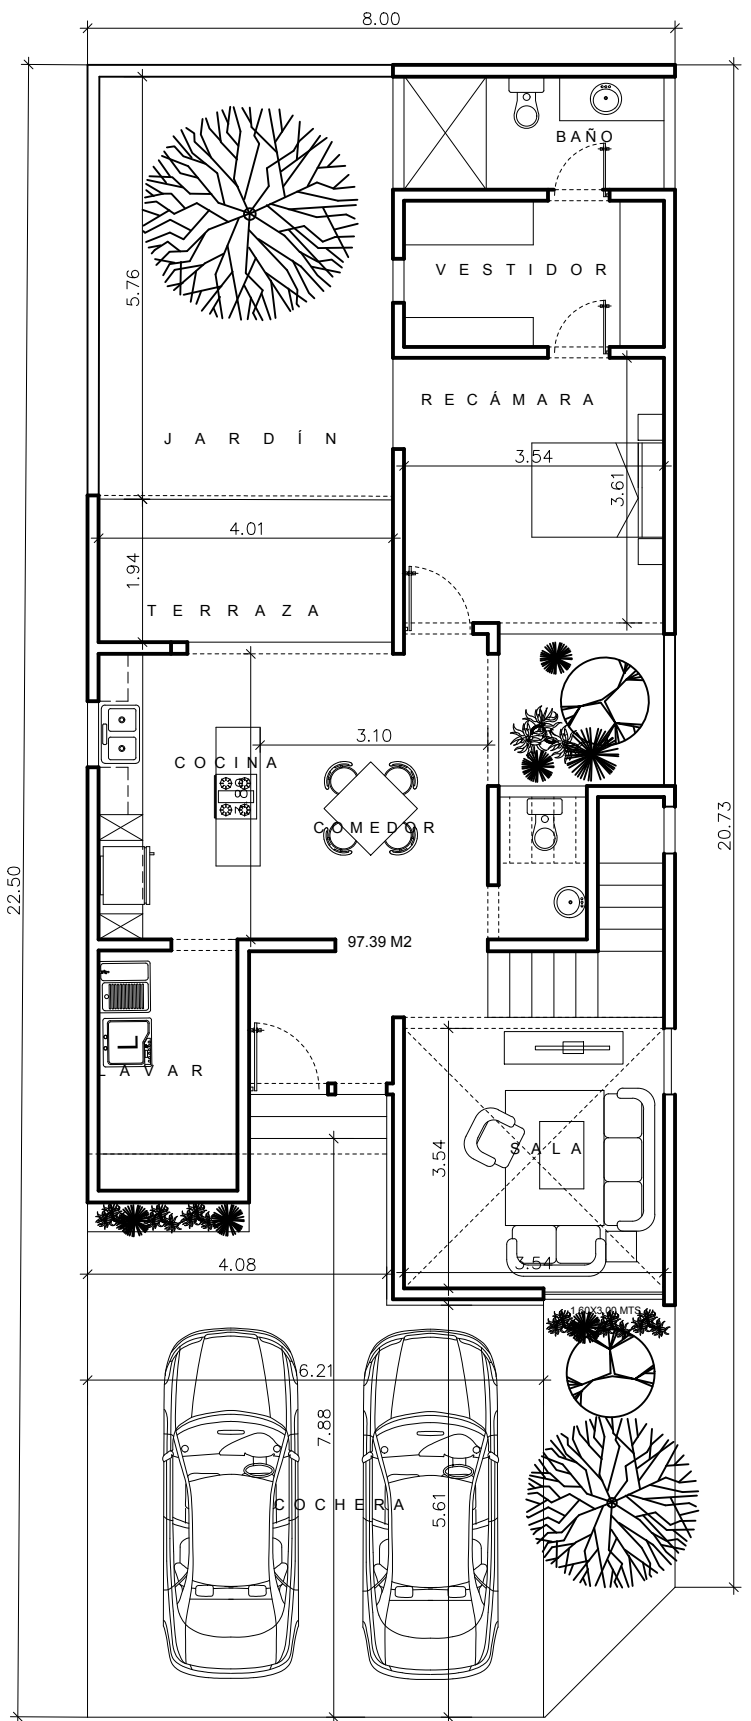 8.00
BAÑO
VESTIDOR
5.76
RECÁMARA
JARDÍN
3.54
3.61
4.01
1.94
TERRAZA
3.10
COCINA
COMEDOR
20.73
22.50
97.39 M2
LAVAR
SALA
3.54
4.08
3.54
1.60X3.00 MTS
6.21
7.88
COCHERA
5.61